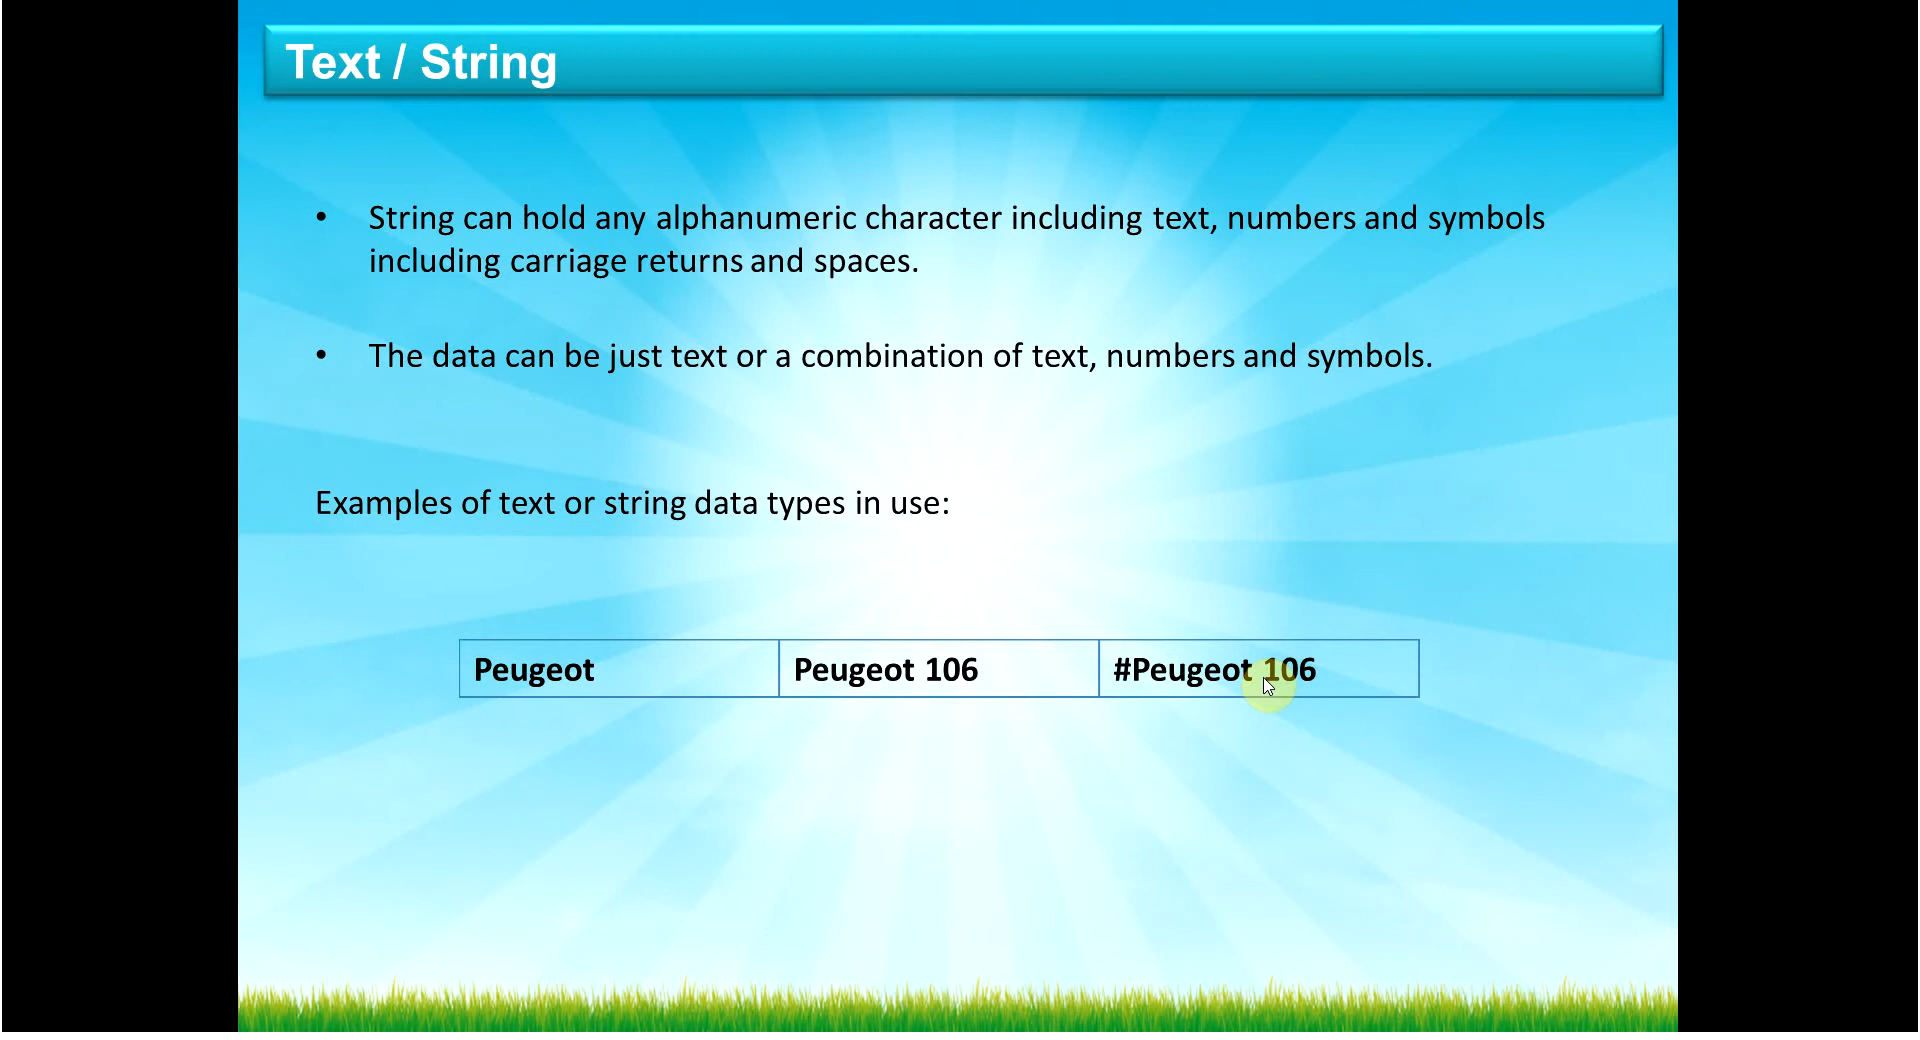 Text / String
• String can hold any alphanumeric character including text, numbers and symbols
including carriage returns and spaces.
• The data can be just text or a combination of text, numbers and symbols.
Examples of text or string data types in use:
Peugeot Peugeot 106 #Peugeot 106